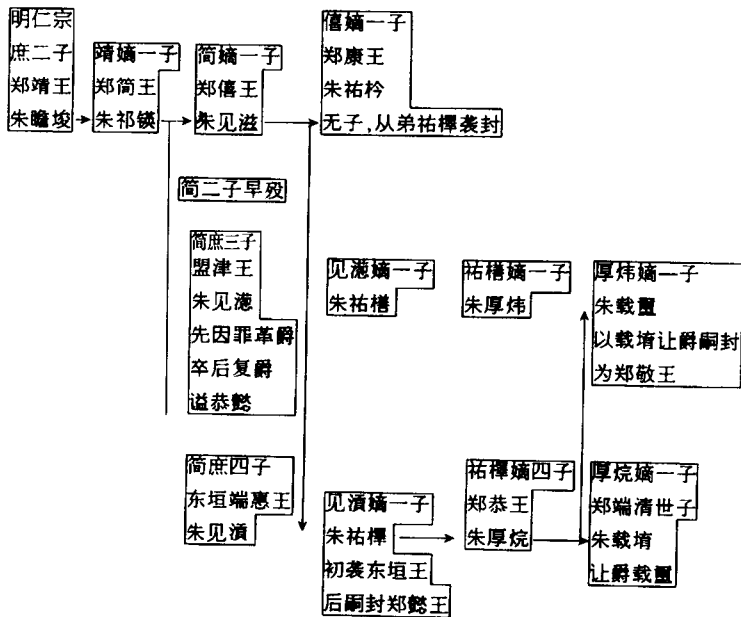 明仁宗
庶二子
郑靖王
朱瞻埈
靖嫡一子
郑简王
朱祁锳
简嫡一子
郑僖王
朱见滋
僖嫡一子
郑康王
朱祐枔
无子，从弟祐檡袭封
简二子早殁
简庶三子
盟津王
朱见濍
先因罪革爵
卒后复爵
谥恭懿
见濍嫡一子
朱祐橏
祐橏嫡一子
朱厚炜
厚炜嫡一子
朱载壐
以载堉让爵嗣封
为郑敬王
简庶四子
东垣端惠王
朱见𣸣
见𣸣嫡一子
朱祐檡
初袭东垣王
后嗣封郑懿王
祐檡嫡四子
郑恭王
朱厚烷
厚烷嫡一子
郑端清世子
朱载堉
让爵载壐